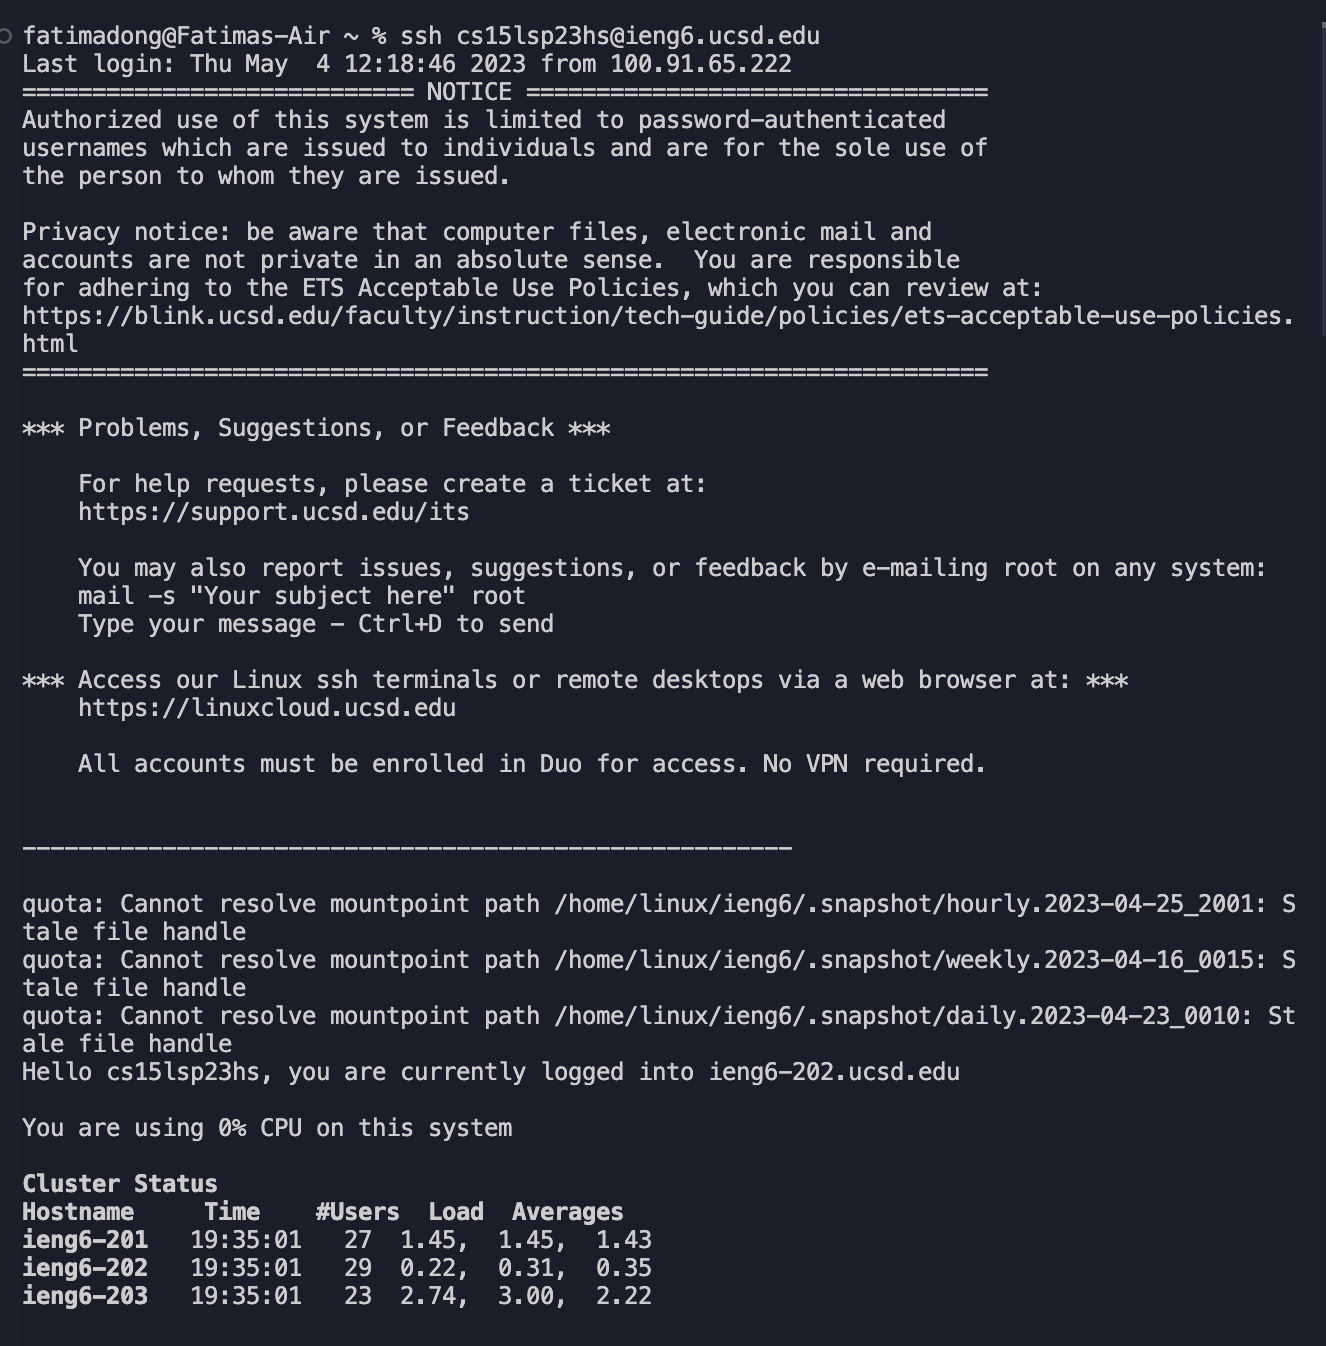 fatimadong@Fatimas-Air ~ % ssh cs15lsp23hs@ieng6.ucsd.edu
Last login: Thu May  4 12:18:46 2023 from 100.91.65.222
============================ NOTICE =================================
Authorized use of this system is limited to password-authenticated
usernames which are issued to individuals and are for the sole use of
the person to whom they are issued.

Privacy notice: be aware that computer files, electronic mail and
accounts are not private in an absolute sense.  You are responsible
for adhering to the ETS Acceptable Use Policies, which you can review at:
https://blink.ucsd.edu/faculty/instruction/tech-guide/policies/ets-acceptable-use-policies.
html
=====================================================================

*** Problems, Suggestions, or Feedback ***

    For help requests, please create a ticket at:
    https://support.ucsd.edu/its

    You may also report issues, suggestions, or feedback by e-mailing root on any system:
    mail -s "Your subject here" root
    Type your message - Ctrl+D to send

*** Access our Linux ssh terminals or remote desktops via a web browser at: ***
    https://linuxcloud.ucsd.edu

    All accounts must be enrolled in Duo for access. No VPN required.


-------------------------------------------------------

quota: Cannot resolve mountpoint path /home/linux/ieng6/.snapshot/hourly.2023-04-25_2001: S
tale file handle
quota: Cannot resolve mountpoint path /home/linux/ieng6/.snapshot/weekly.2023-04-16_0015: S
tale file handle
quota: Cannot resolve mountpoint path /home/linux/ieng6/.snapshot/daily.2023-04-23_0010: St
ale file handle
Hello cs15lsp23hs, you are currently logged into ieng6-202.ucsd.edu

You are using 0% CPU on this system

Cluster Status
Hostname     Time    #Users  Load  Averages
ieng6-201   19:35:01   27  1.45,  1.45,  1.43
ieng6-202   19:35:01   29  0.22,  0.31,  0.35
ieng6-203   19:35:01   23  2.74,  3.00,  2.22